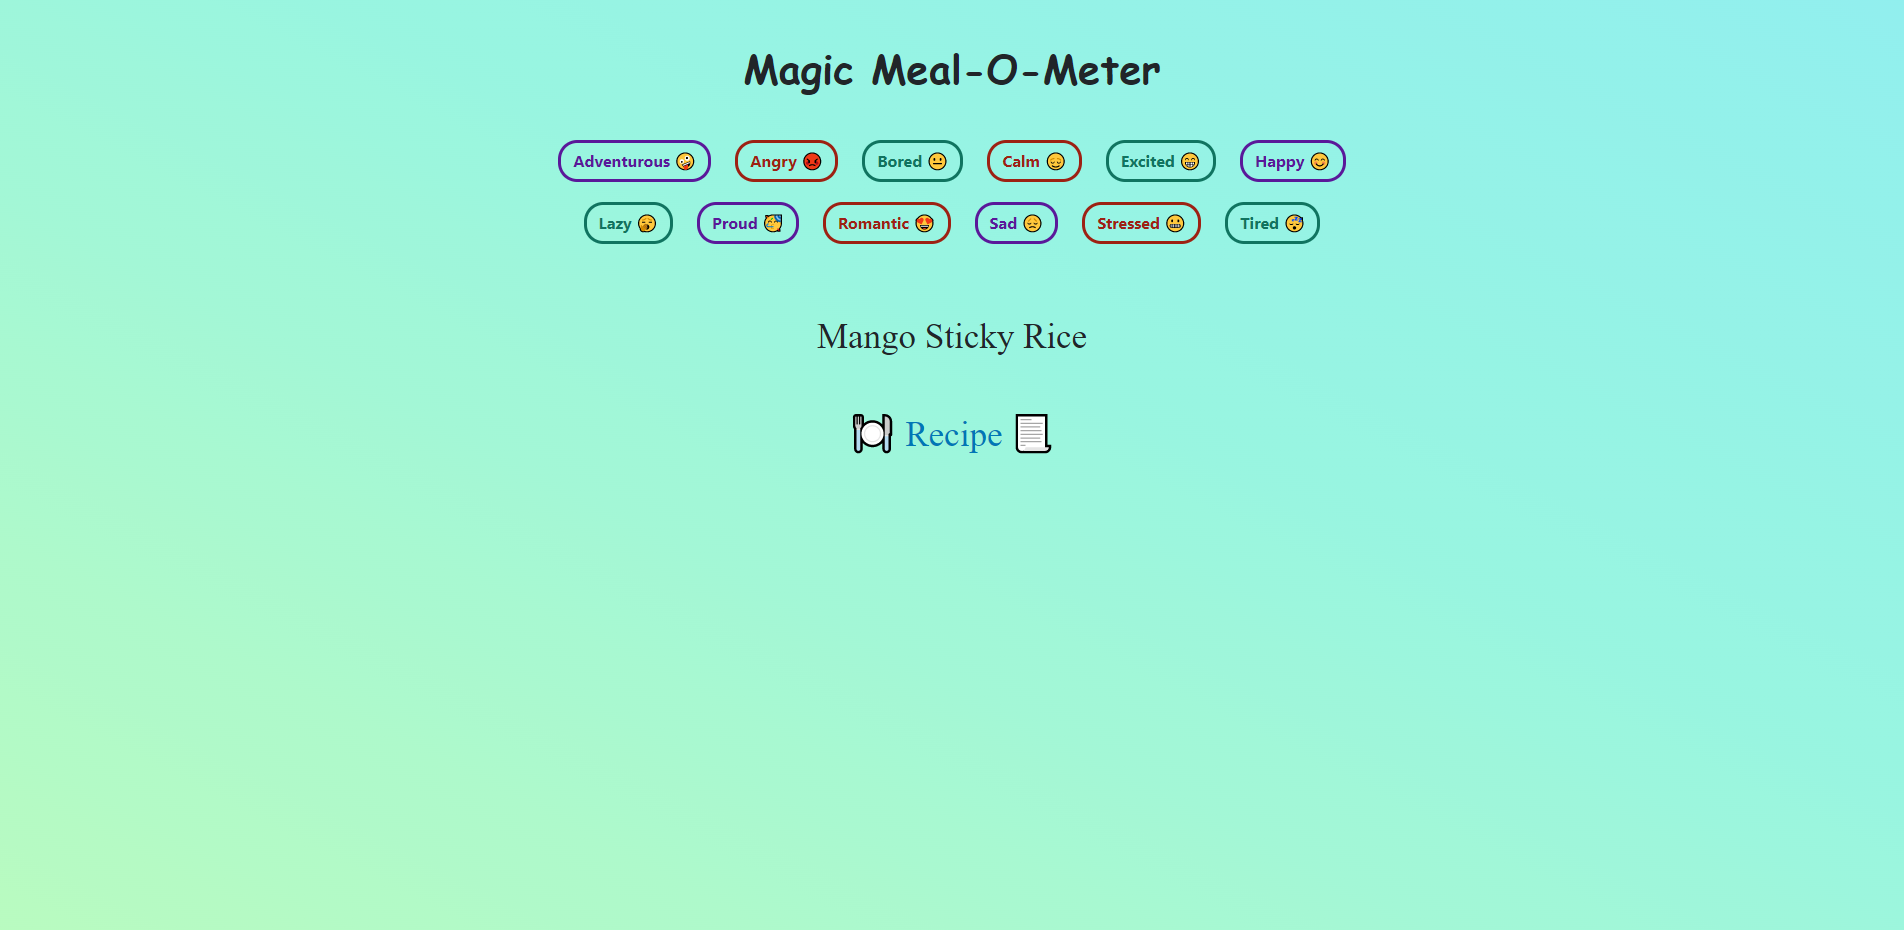 Magic Meal-O-Meter
Adventurous 🤪 Angry 😡 Bored 😐 Calm 😌 Excited 😁 Happy 😊
Lazy 🥱 Proud 🥳 Romantic 😍 Sad 😔 Stressed 😬 Tired 😴
Mango Sticky Rice
🍽 Recipe 📃